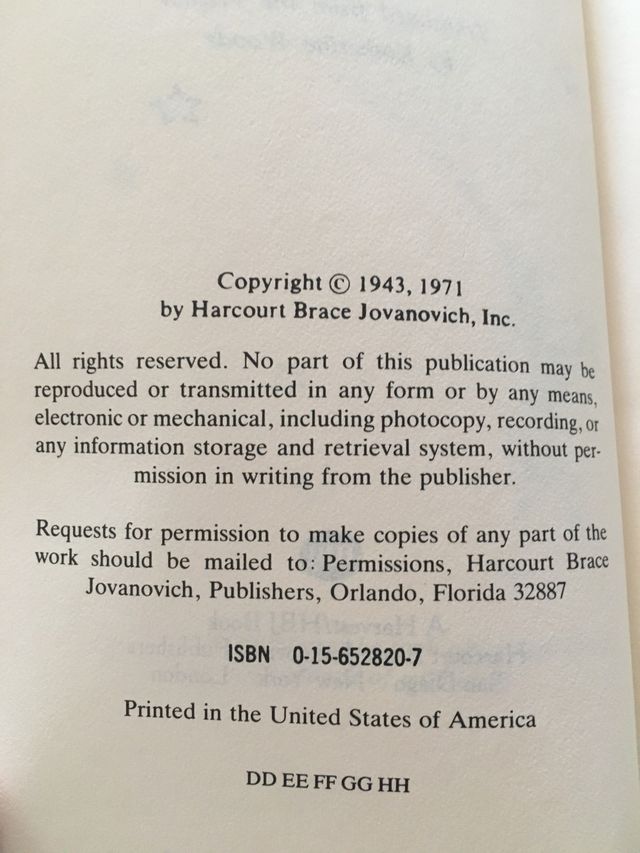 Copyright © 1943, 1971
by Harcourt Brace Jovanovich, Inc.
All rights reserved. No part of this publication may be
reproduced or transmitted in any form or by any means,
electronic or mechanical, including photocopy, recording, or
any information storage and retrieval system, without per-
mission in writing from the publisher.
Requests for permission to make copies of any part of the
work should be mailed to: Permissions, Harcourt Brace
Jovanovich, Publishers, Orlando, Florida 32887
ISBN 0-15-652820-7
Printed in the United States of America
DD EE FF GG HH